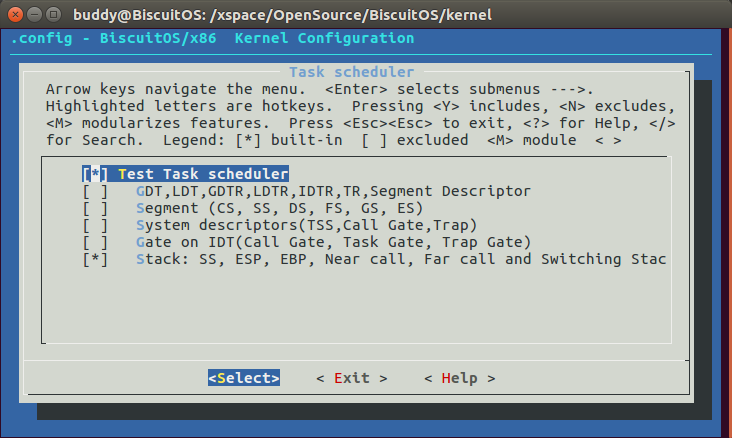 buddy@BiscuitOS: /xspace/OpenSource/BiscuitOS/kernel
.config - BiscuitOS/x86  Kernel Configuration
Task scheduler
Arrow keys navigate the menu.  <Enter> selects submenus --->.
Highlighted letters are hotkeys.  Pressing <Y> includes, <N> excludes,
<M> modularizes features.  Press <Esc><Esc> to exit, <?> for Help, </>
for Search.  Legend: [*] built-in  [ ] excluded  <M> module  < >
[*] Test Task scheduler
[ ]   GDT,LDT,GDTR,LDTR,IDTR,TR,Segment Descriptor
[ ]   Segment (CS, SS, DS, FS, GS, ES)
[ ]   System descriptors(TSS,Call Gate,Trap)
[ ]   Gate on IDT(Call Gate, Task Gate, Trap Gate)
[*]   Stack: SS, ESP, EBP, Near call, Far call and Switching Stac
<Select>    < Exit >    < Help >